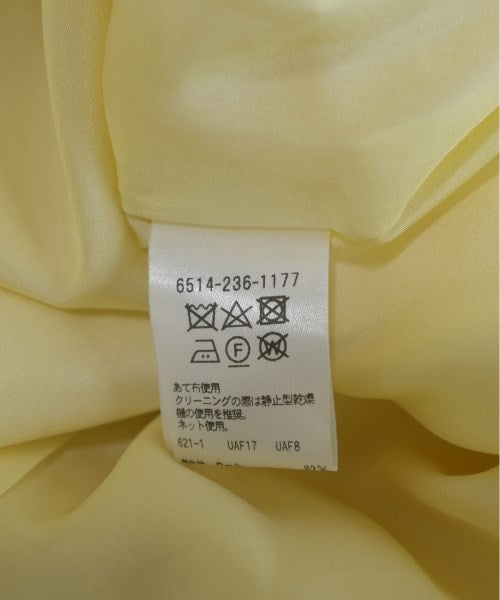 6514-236-1177
F
W
あて布使用
クリーニングの際は静止型乾燥
機の使用を推奨。
ネット使用。
621-1 UAF17 UAF8